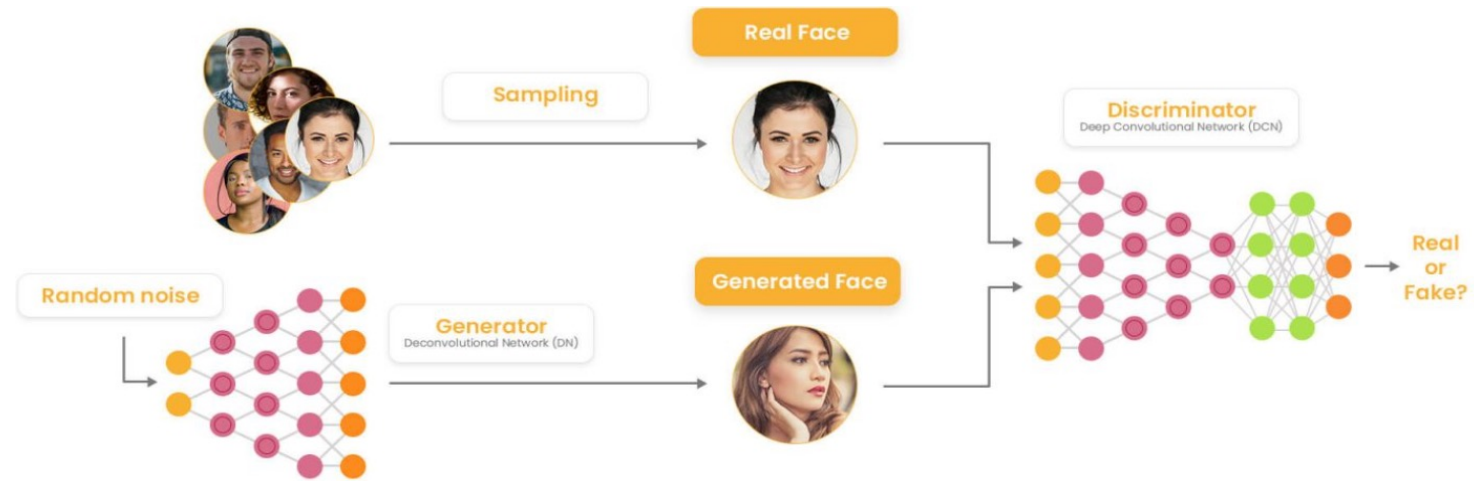 Real Face
Sampling
Discriminator
Deep Convolutional Network (DCN)
Random noise
Generator
Deconvolutional Network (DN)
Generated Face
Real
or
Fake?